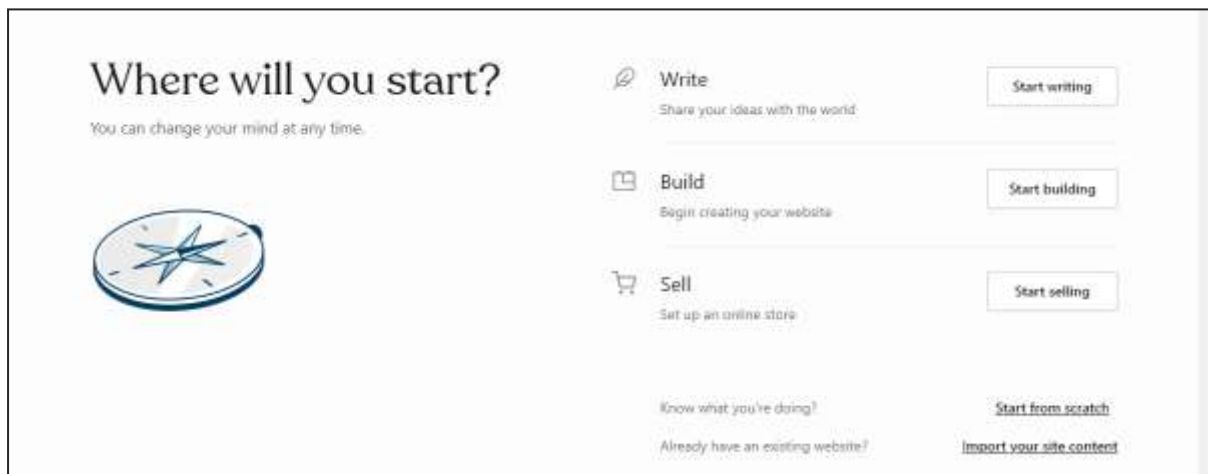 Where will you start?
You can change your mind at any time.
Write
Share your ideas with the world
Start writing
Build
Begin creating your website
Start building
Sell
Set up an online store
Start selling
Know what you're doing?
Start from scratch
Already have an existing website?
Import your site content